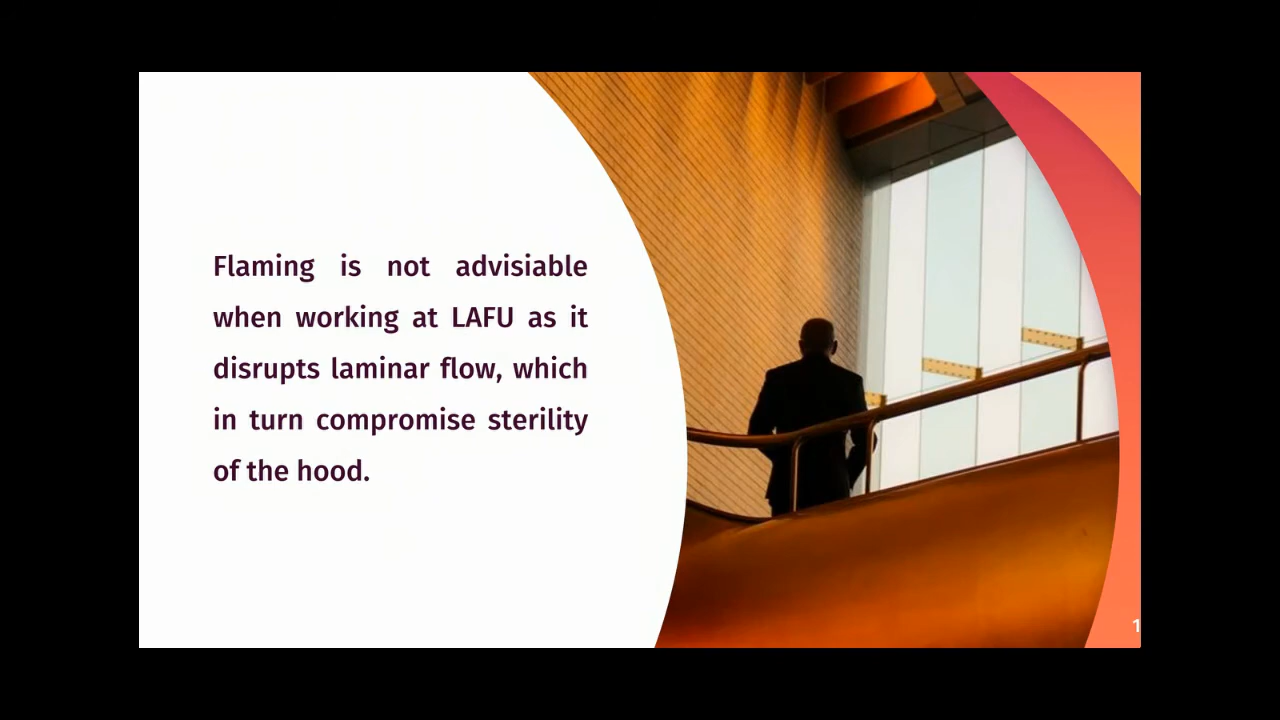 Flaming is not advisiable
when working at LAFU as it
disrupts laminar flow, which
in turn compromise sterility
of the hood.
1